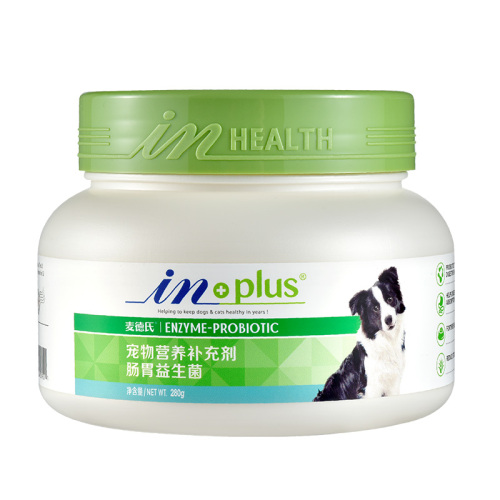 in HEALTH
in plus®
Helping to keep dogs & cats healthy in years !
麦德氏 ENZYME-PROBIOTIC
宠物营养补充剂
肠胃益生菌
净含量/NET WT. 280g